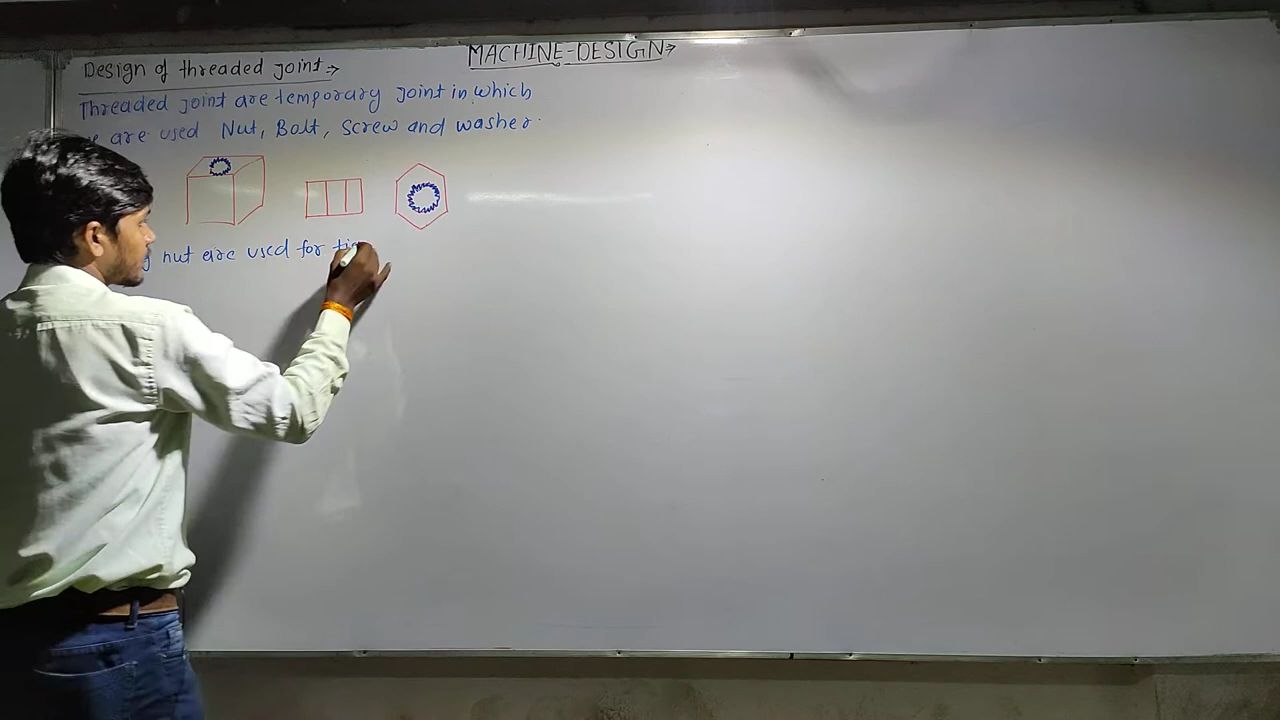 MACHINE-DESIGN
Design of threaded joint
Threaded joint are temporary joint in which
are used Nut, Bolt, Screw and washer.
nut are used for